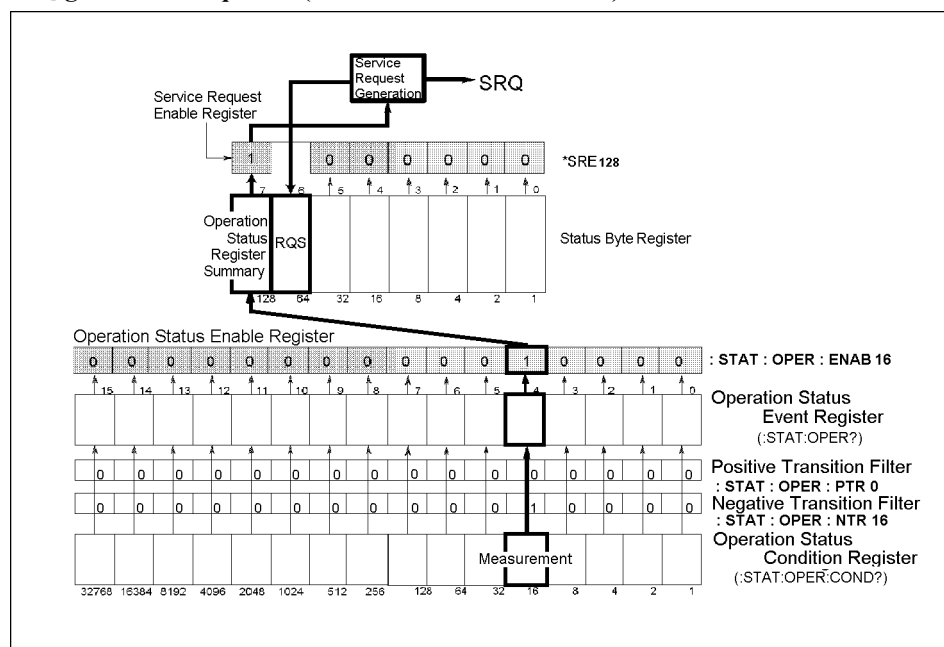 Service
Request
Generation
SRQ
Service Request
Enable Register
1 0 0 0 0 0 0
*SRE 128
7 6 5 4 3 2 1 0
Operation
Status
Register
Summary
RQS
Status Byte Register
128 64 32 16 8 4 2 1
Operation Status Enable Register
0 0 0 0 0 0 0 0 0 0 0 1 0 0 0 0
: STAT : OPER : ENAB 16
15 14 13 12 11 10 9 8 7 6 5 4 3 2 1 0
Operation Status
Event Register
(:STAT:OPER?)
0 0 0 0 0 0 0 0 0 0 0 0 0 0 0 0
Positive Transition Filter
: STAT : OPER : PTR 0
0 0 0 0 0 0 0 0 0 0 0 1 0 0 0 0
Negative Transition Filter
: STAT : OPER : NTR 16
Operation Status
Condition Register
(:STAT:OPER:COND?)
Measurement
32768 16384 8192 4096 2048 1024 512 256 128 64 32 16 8 4 2 1